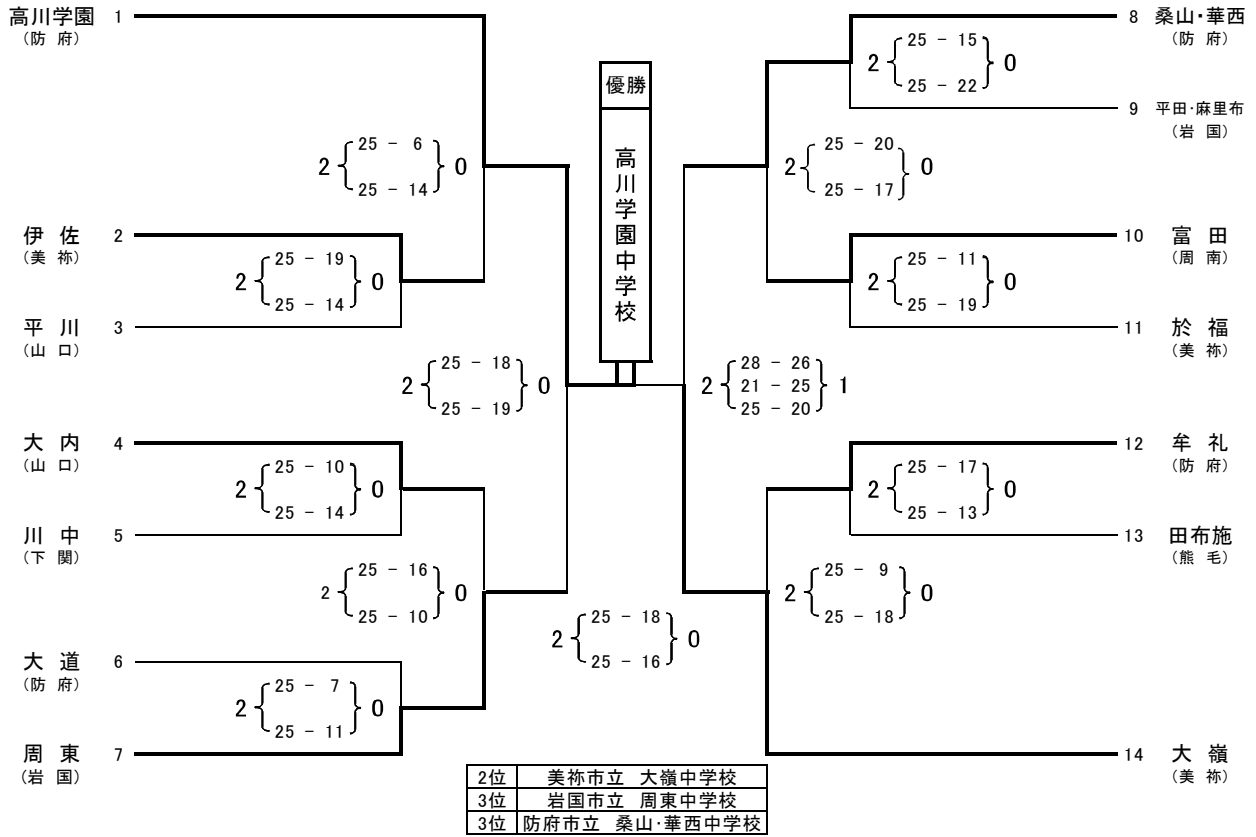 高川学園 1
(防 府)
8 桑山・華西
(防 府)
2 25 - 15 0
25 - 22
9 平田・麻里布
(岩 国)
優勝
高川学園中学校
2 25 - 6 0
25 - 14
2 25 - 20 0
25 - 17
伊 佐 2
(美 祢)
2 25 - 19 0
25 - 14
平 川 3
(山 口)
10 富 田
(周 南)
2 25 - 11 0
25 - 19
11 於 福
(美 祢)
2 25 - 18 0
25 - 19
2 28 - 26 1
21 - 25
25 - 20
大 内 4
(山 口)
2 25 - 10 0
25 - 14
川 中 5
(下 関)
12 牟 礼
(防 府)
2 25 - 17 0
25 - 13
13 田布施
(熊 毛)
2 25 - 16 0
25 - 10
2 25 - 9 0
25 - 18
2 25 - 18 0
25 - 16
大 道 6
(防 府)
2 25 - 7 0
25 - 11
周 東 7
(岩 国)
14 大 嶺
(美 祢)
2位 美祢市立 大嶺中学校
3位 岩国市立 周東中学校
3位 防府市立 桑山・華西中学校